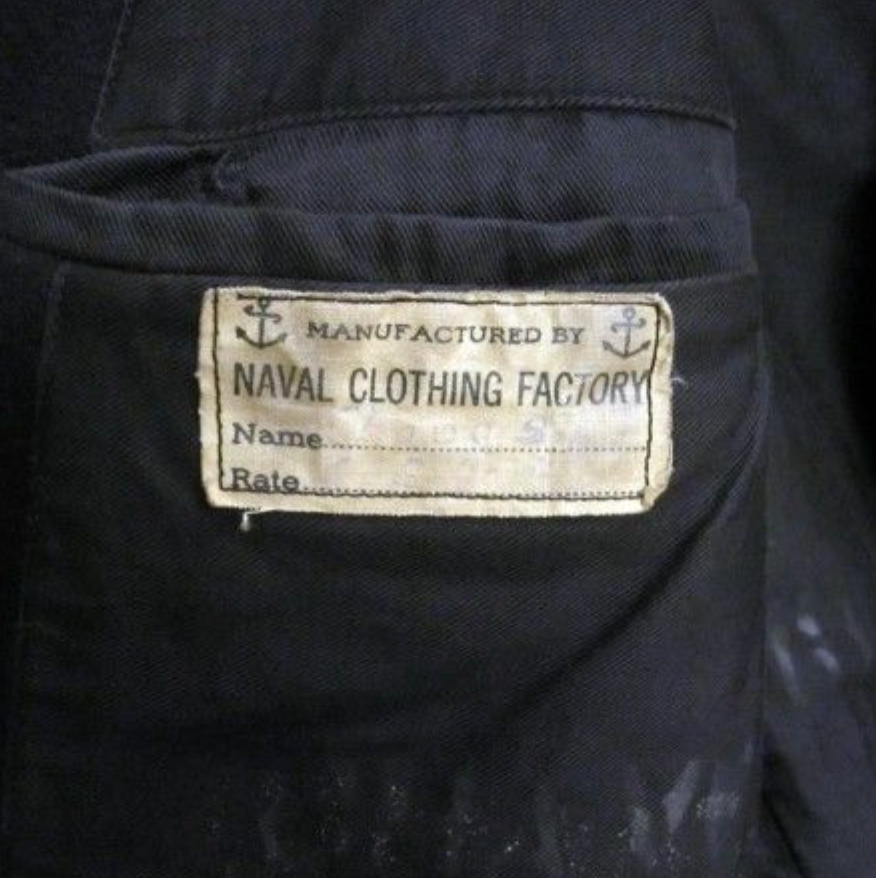 MANUFACTURED BY
NAVAL CLOTHING FACTORY
Name......................................
Rate......................................